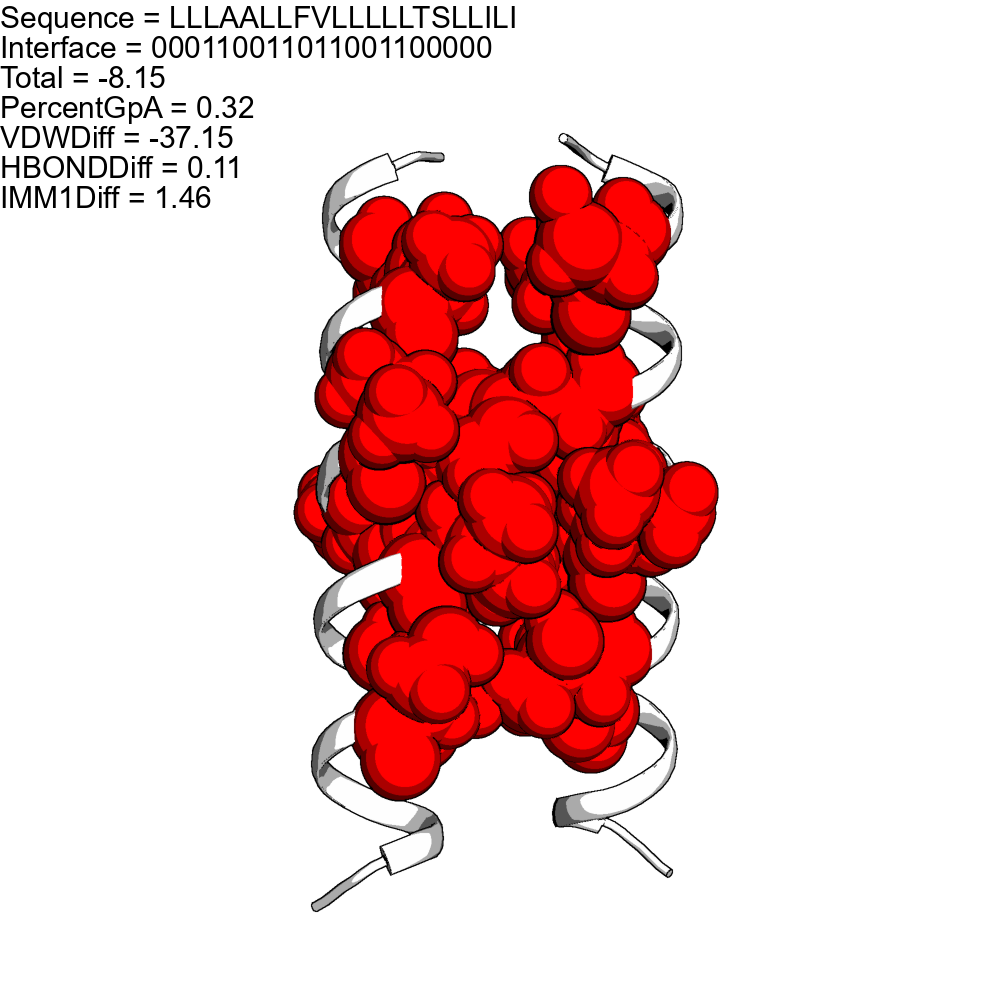 Sequence = LLLAALLFVLLLLLTSLLILI
Interface = 000110011011001100000
Total = -8.15
PercentGpA = 0.32
VDWDiff = -37.15
HBONDDiff = 0.11
IMM1Diff = 1.46